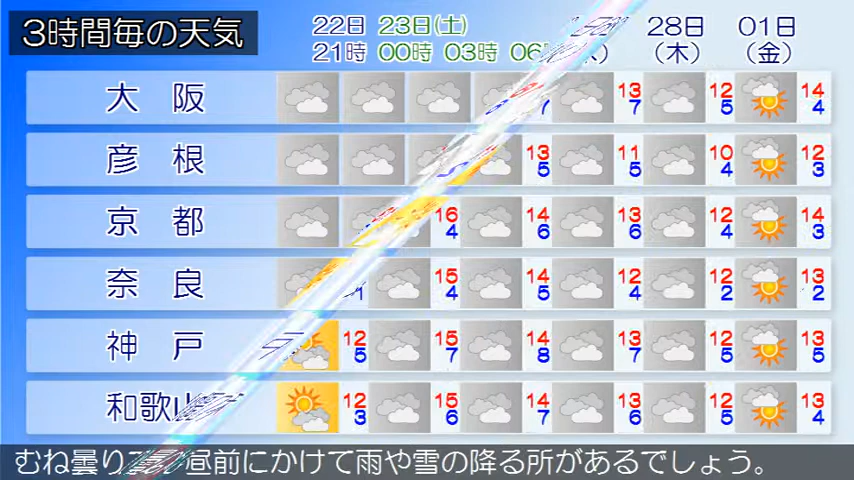 3時間毎の天気
22日 23日(土) 28日 01日
21時 00時 03時 06 (木) (金)
大阪 7 13 7 12 5 14 4
彦根 13 5 11 5 10 4 12 3
京都 16 4 14 6 13 6 12 4 14 3
奈良 15 4 14 5 12 4 12 2 13 2
神戸 12 5 15 7 14 8 13 7 12 5 13 5
和歌山 12 3 15 6 14 7 13 6 12 5 13 4
むね曇り 昼前にかけて雨や雪の降る所があるでしょう。